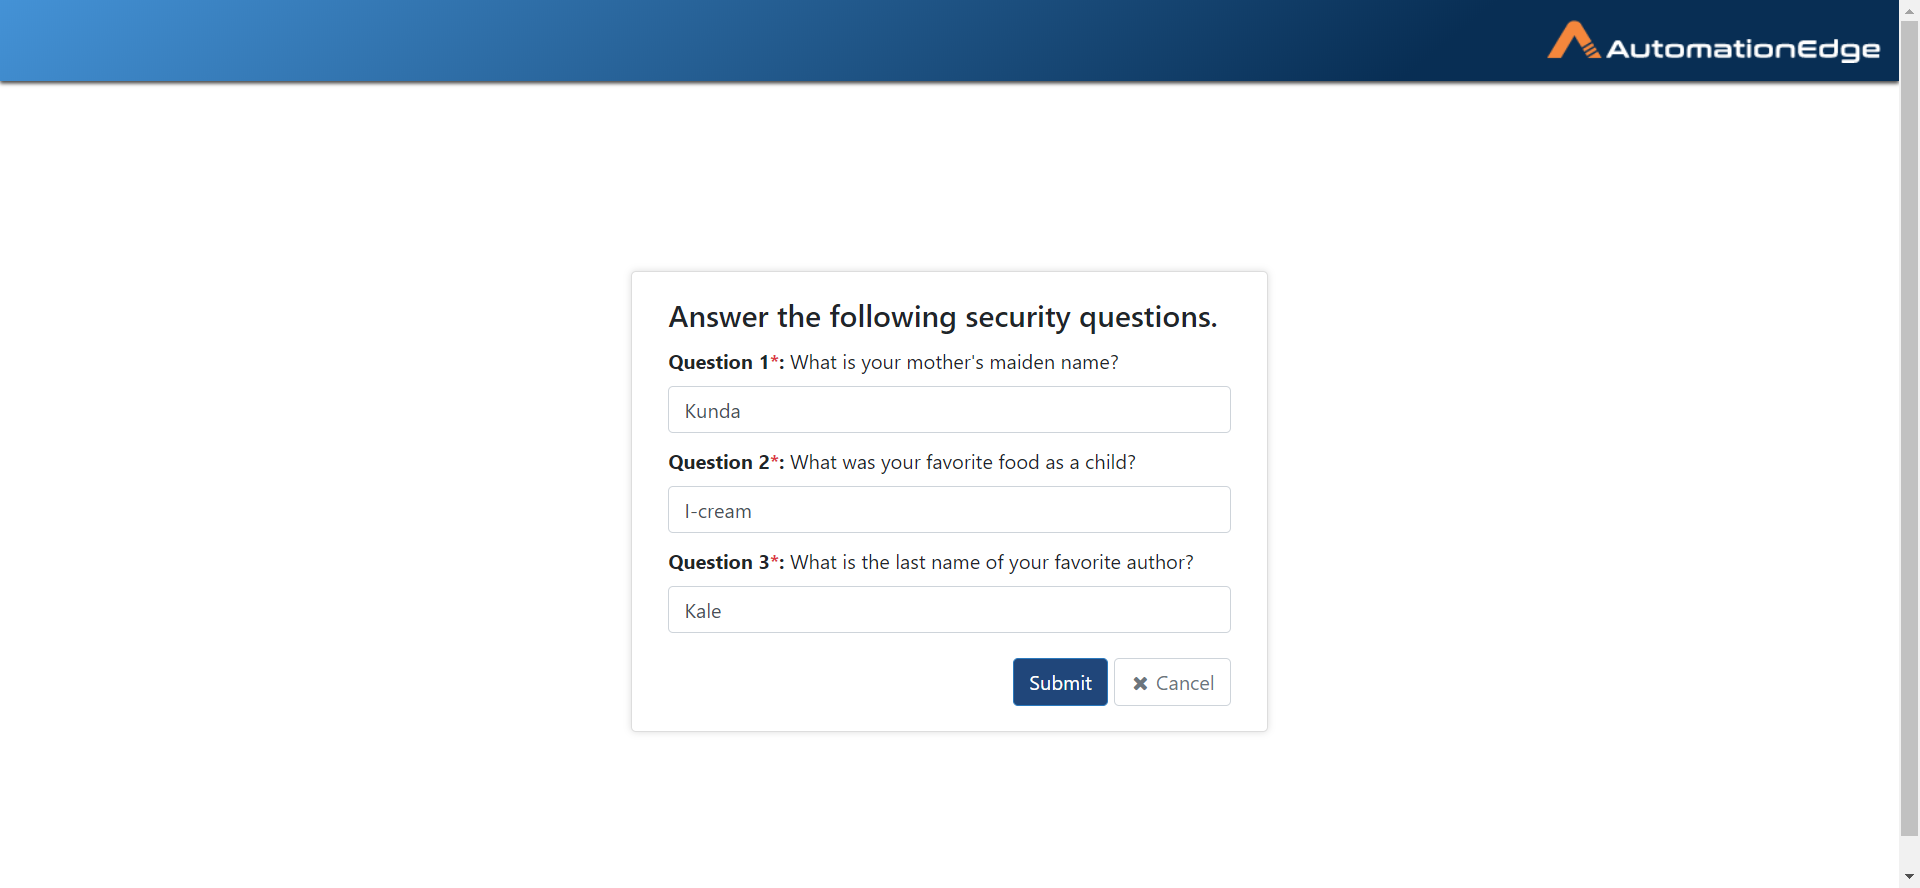 AutomationEdge
Answer the following security questions.
Question 1*: What is your mother's maiden name?
Kunda
Question 2*: What was your favorite food as a child?
I-cream
Question 3*: What is the last name of your favorite author?
Kale
Submit
Cancel